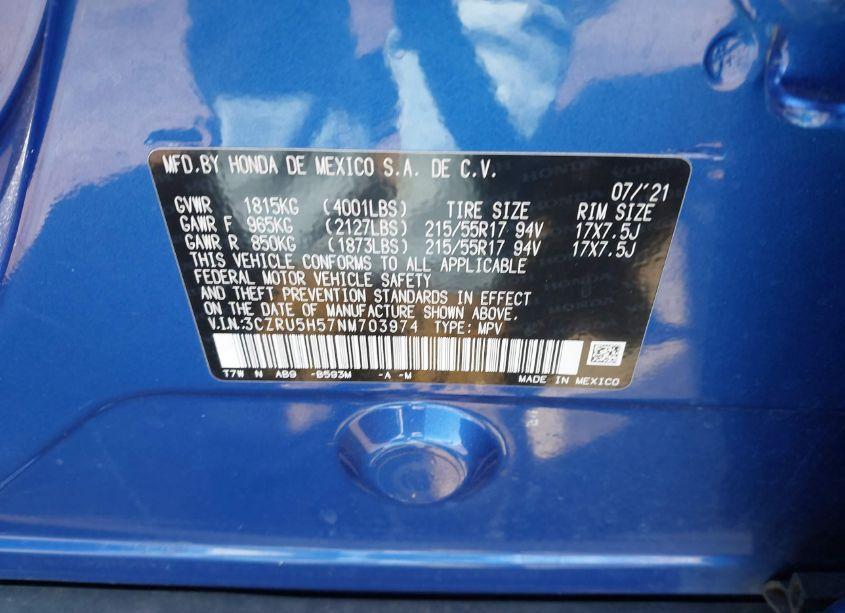 MFD.BY HONDA DE MEXICO S.A. DE C.V.
07/'21
GVWR 1815KG (4001LBS) TIRE SIZE RIM SIZE
GAWR F 965KG (2127LBS) 215/55R17 94V 17X7.5J
GAWR R 850KG (1873LBS) 215/55R17 94V 17X7.5J
THIS VEHICLE CONFORMS TO ALL APPLICABLE
FEDERAL MOTOR VEHICLE SAFETY
AND THEFT PREVENTION STANDARDS IN EFFECT
ON THE DATE OF MANUFACTURE SHOWN ABOVE.
V.I.N:3CZRU5H57NM703974 TYPE: MPV
T7W N AB9 -B593M -A -M
MADE IN MEXICO